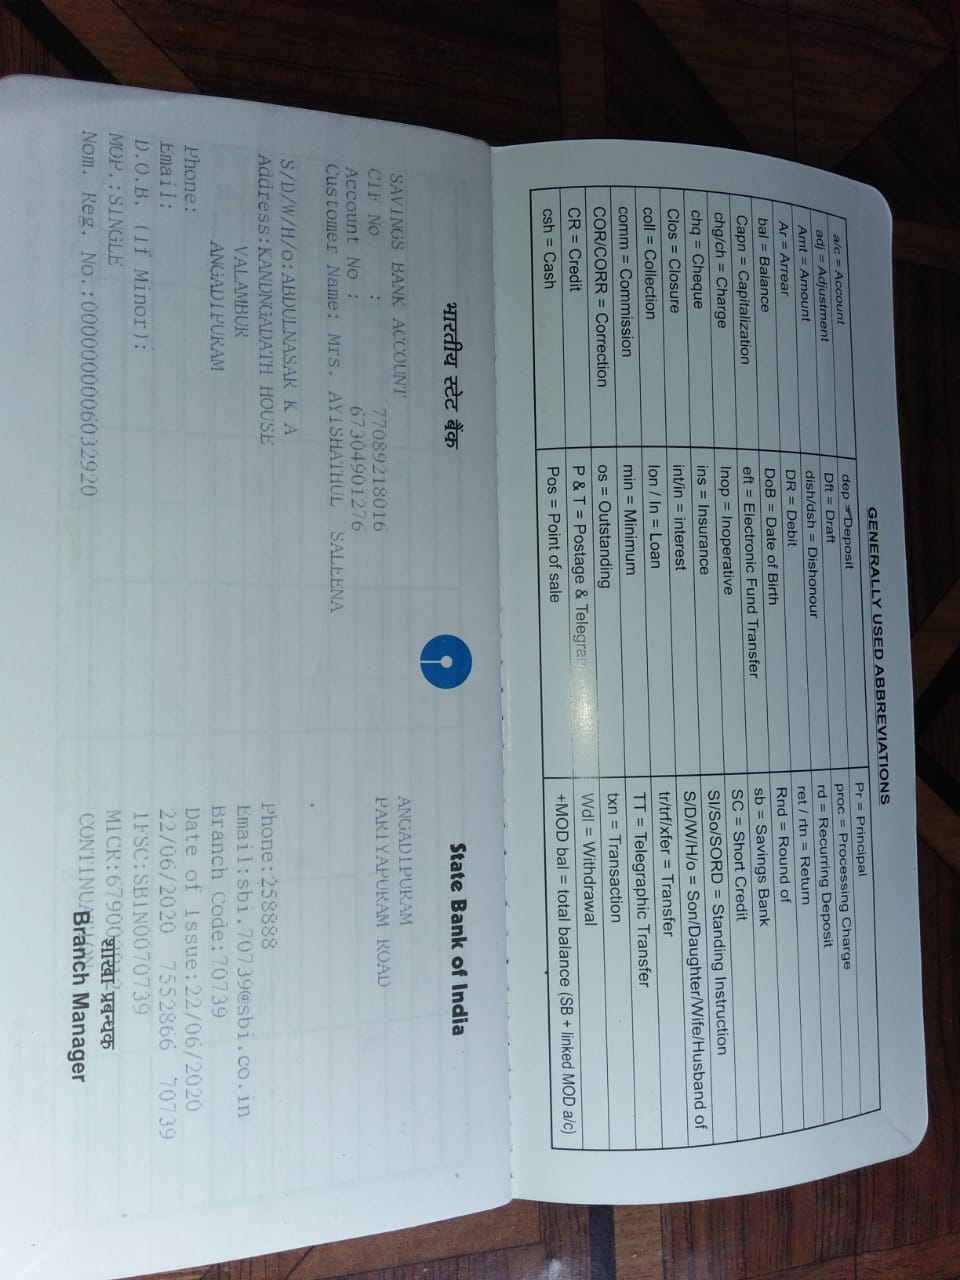 GENERALLY USED ABBREVIATIONS
a/c = Account
adj = Adjustment
Amt = Amount
Ar = Arrear
bal = Balance
Capn = Capitalization
chg/ch = Charge
chq = Cheque
Clos = Closure
coll = Collection
comm = Commission
COR/CORR = Correction
CR = Credit
csh = Cash
dep = Deposit
Dft = Draft
dish/dsh = Dishonour
DR = Debit
DoB = Date of Birth
eft = Electronic Fund Transfer
Inop = Inoperative
ins = Insurance
int/in = interest
lon / ln = Loan
min = Minimum
os = Outstanding
P & T = Postage & Telegram
Pos = Point of sale
Pr = Principal
proc = Processing Charge
rd = Recurring Deposit
ret / rtn = Return
Rnd = Round of
sb = Savings Bank
SC = Short Credit
SI/So/SORD = Standing Instruction
S/D/W/H/o = Son/Daughter/Wife/Husband of
tr/trf/xfer = Transfer
TT = Telegraphic Transfer
txn = Transaction
Wdl = Withdrawal
+MOD bal = total balance (SB + linked MOD a/c)
भारतीय स्टेट बैंक
State Bank of India
SAVINGS BANK ACCOUNT
CIF No : 77089218016
Account No : 67304901276
Customer Name: Mrs. AYISHATHUL SALEENA
S/D/W/H/o:ABDULNASAR K A
Address:KANDNGADATH HOUSE
VALAMBUR
ANGADIPURAM
Phone:
Email:
D.O.B. (If Minor):
MOP.:SINGLE
Nom. Reg. No.:0000000006032920
ANGADIPURAM
PARIYAPURAM ROAD
Phone:258888
Email:sbi.70739@sbi.co.in
Branch Code:70739
Date of Issue:22/06/2020
22/06/2020 7552866 70739
IFSC:SBIN0070739
शाखा प्रबन्धक
Branch Manager